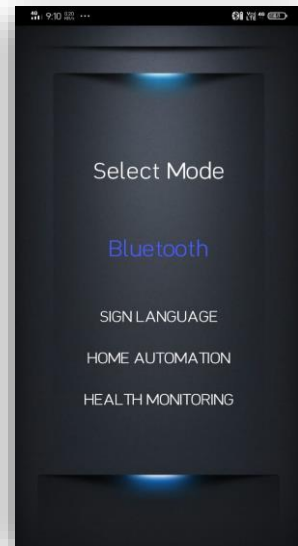 9:10
Select Mode
Bluetooth
SIGN LANGUAGE
HOME AUTOMATION
HEALTH MONITORING